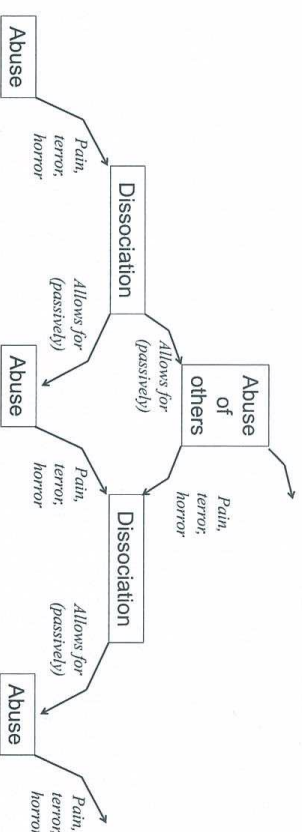 Abuse
of
others
Pain,
terror,
horror
Allows for
(passively)
Dissociation
Pain,
terror,
horror
Allows for
(passively)
Dissociation
Pain,
terror,
horror
Allows for
(passively)
Pain,
terror,
horror
Abuse
Abuse
Abuse